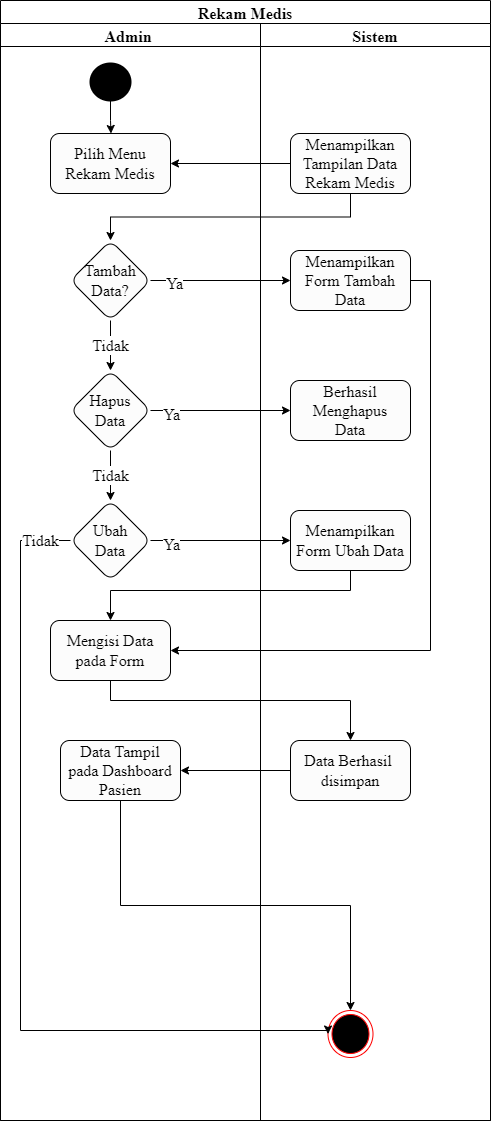 Rekam Medis
Admin
Sistem
Pilih Menu
Rekam Medis
Menampilkan
Tampilan Data
Rekam Medis
Tambah
Data?
Ya
Menampilkan
Form Tambah
Data
Tidak
Hapus
Data
Ya
Berhasil
Menghapus
Data
Tidak
Ubah
Data
Tidak
Ya
Menampilkan
Form Ubah Data
Mengisi Data
pada Form
Data Tampil
pada Dashboard
Pasien
Data Berhasil
disimpan